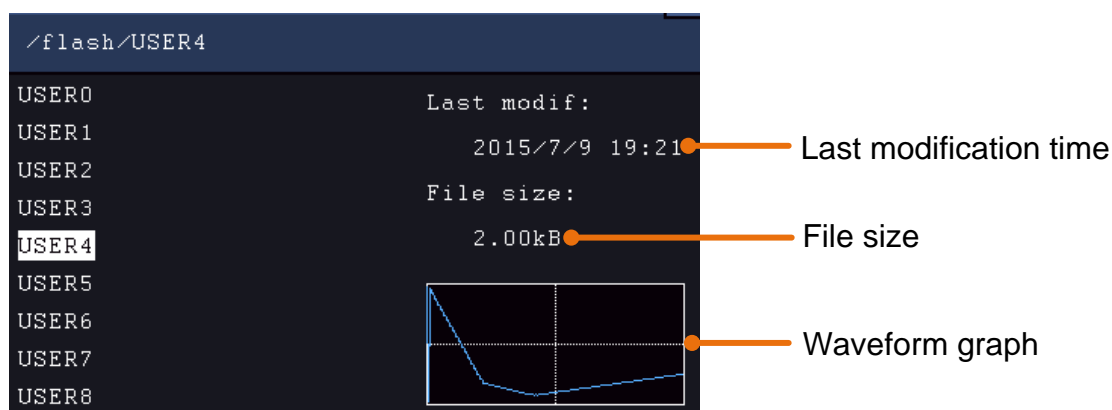 /flash/USER4
USER0
USER1
USER2
USER3
USER4
USER5
USER6
USER7
USER8
Last modif:
2015/7/9 19:21
File size:
2.00kB
Last modification time
File size
Waveform graph